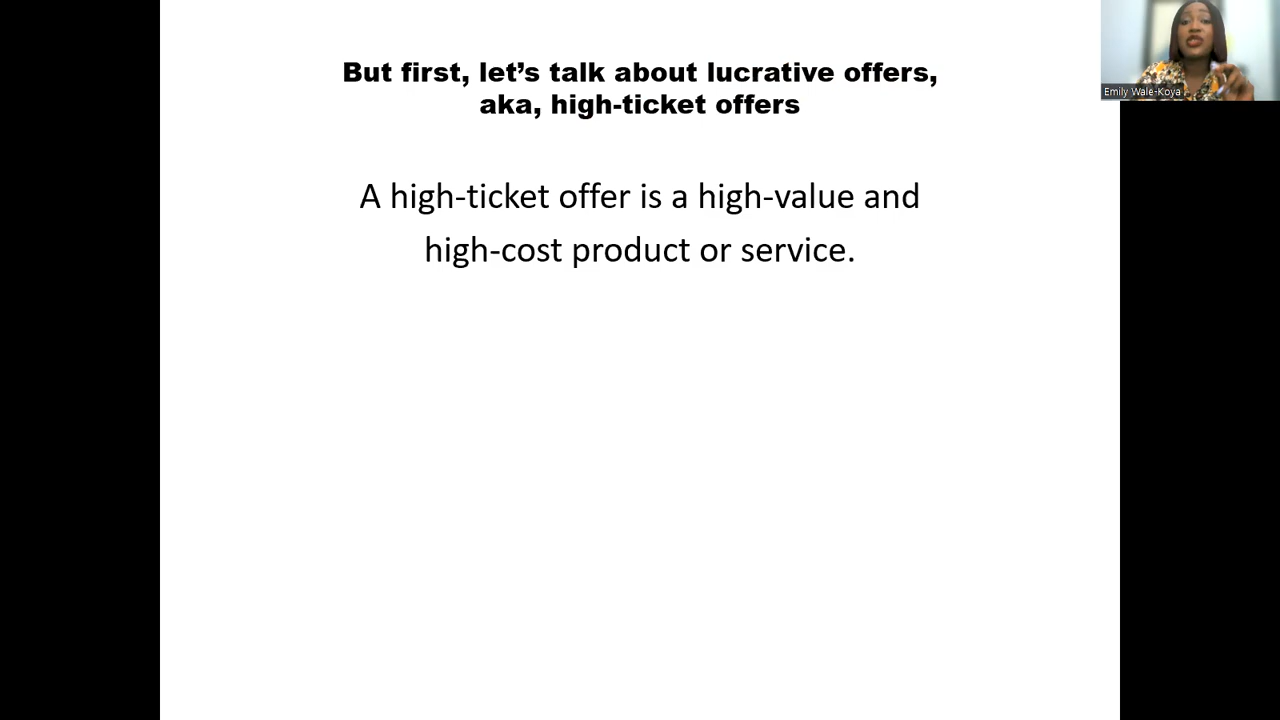 But first, let’s talk about lucrative offers,
aka, high-ticket offers
A high-ticket offer is a high-value and
high-cost product or service.
Emily Wale-Koya